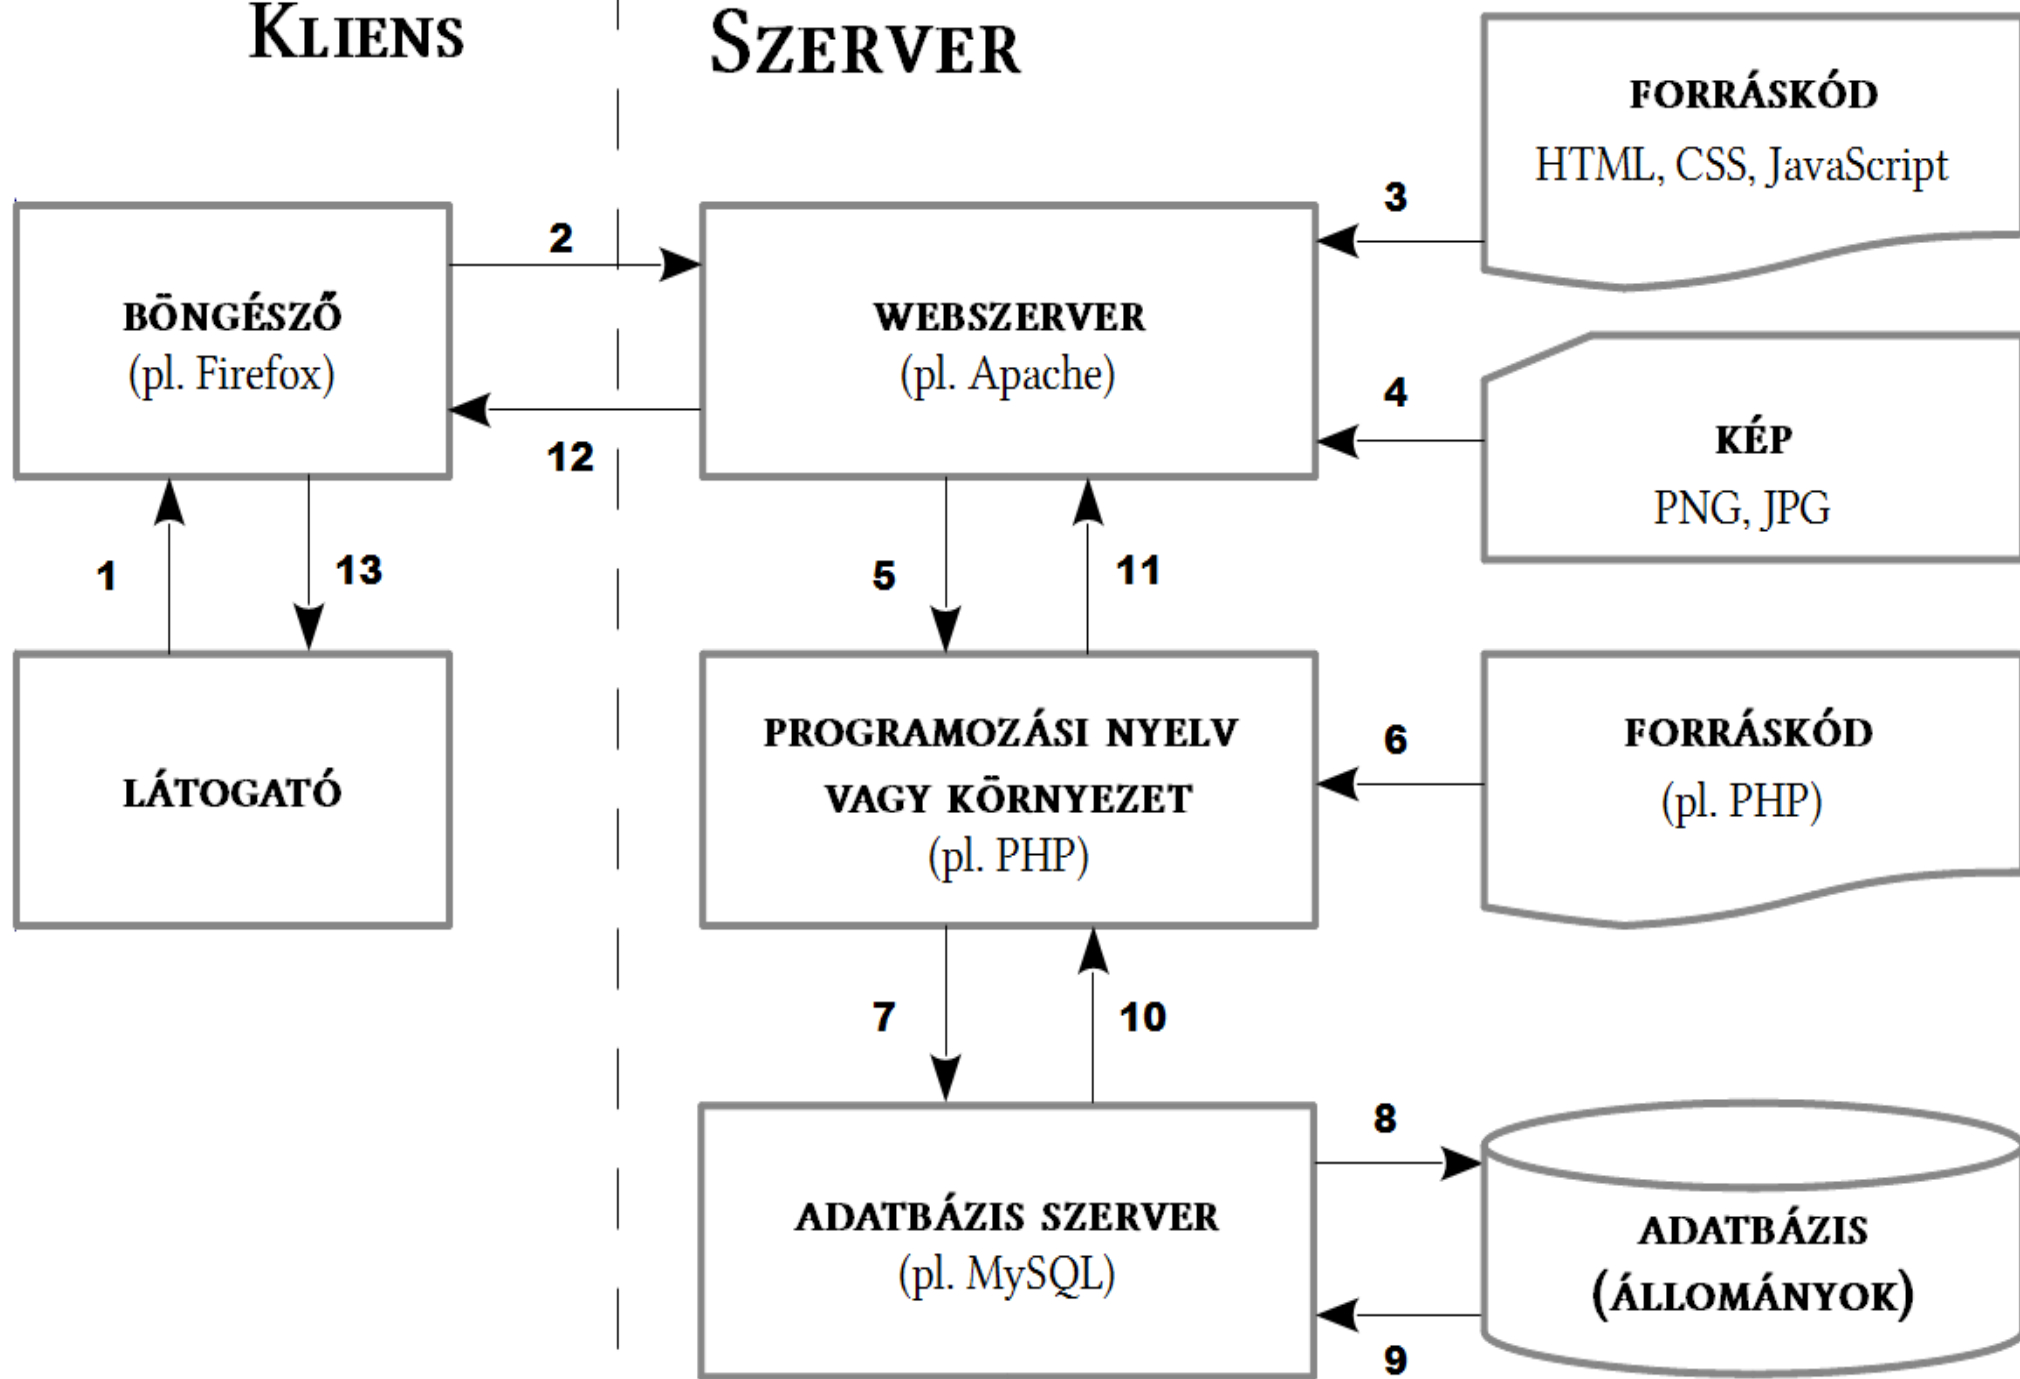 KLIENS
SZERVER
FORRÁSKÓD
HTML, CSS, JavaScript
3
2
BÖNGÉSZŐ
(pl. Firefox)
WEBSZERVER
(pl. Apache)
4
KÉP
PNG, JPG
12
1
13
5
11
LÁTOGATÓ
PROGRAMOZÁSI NYELV
VAGY KÖRNYEZET
(pl. PHP)
6
FORRÁSKÓD
(pl. PHP)
7
10
8
ADATBÁZIS SZERVER
(pl. MySQL)
ADATBÁZIS
(ÁLLOMÁNYOK)
9